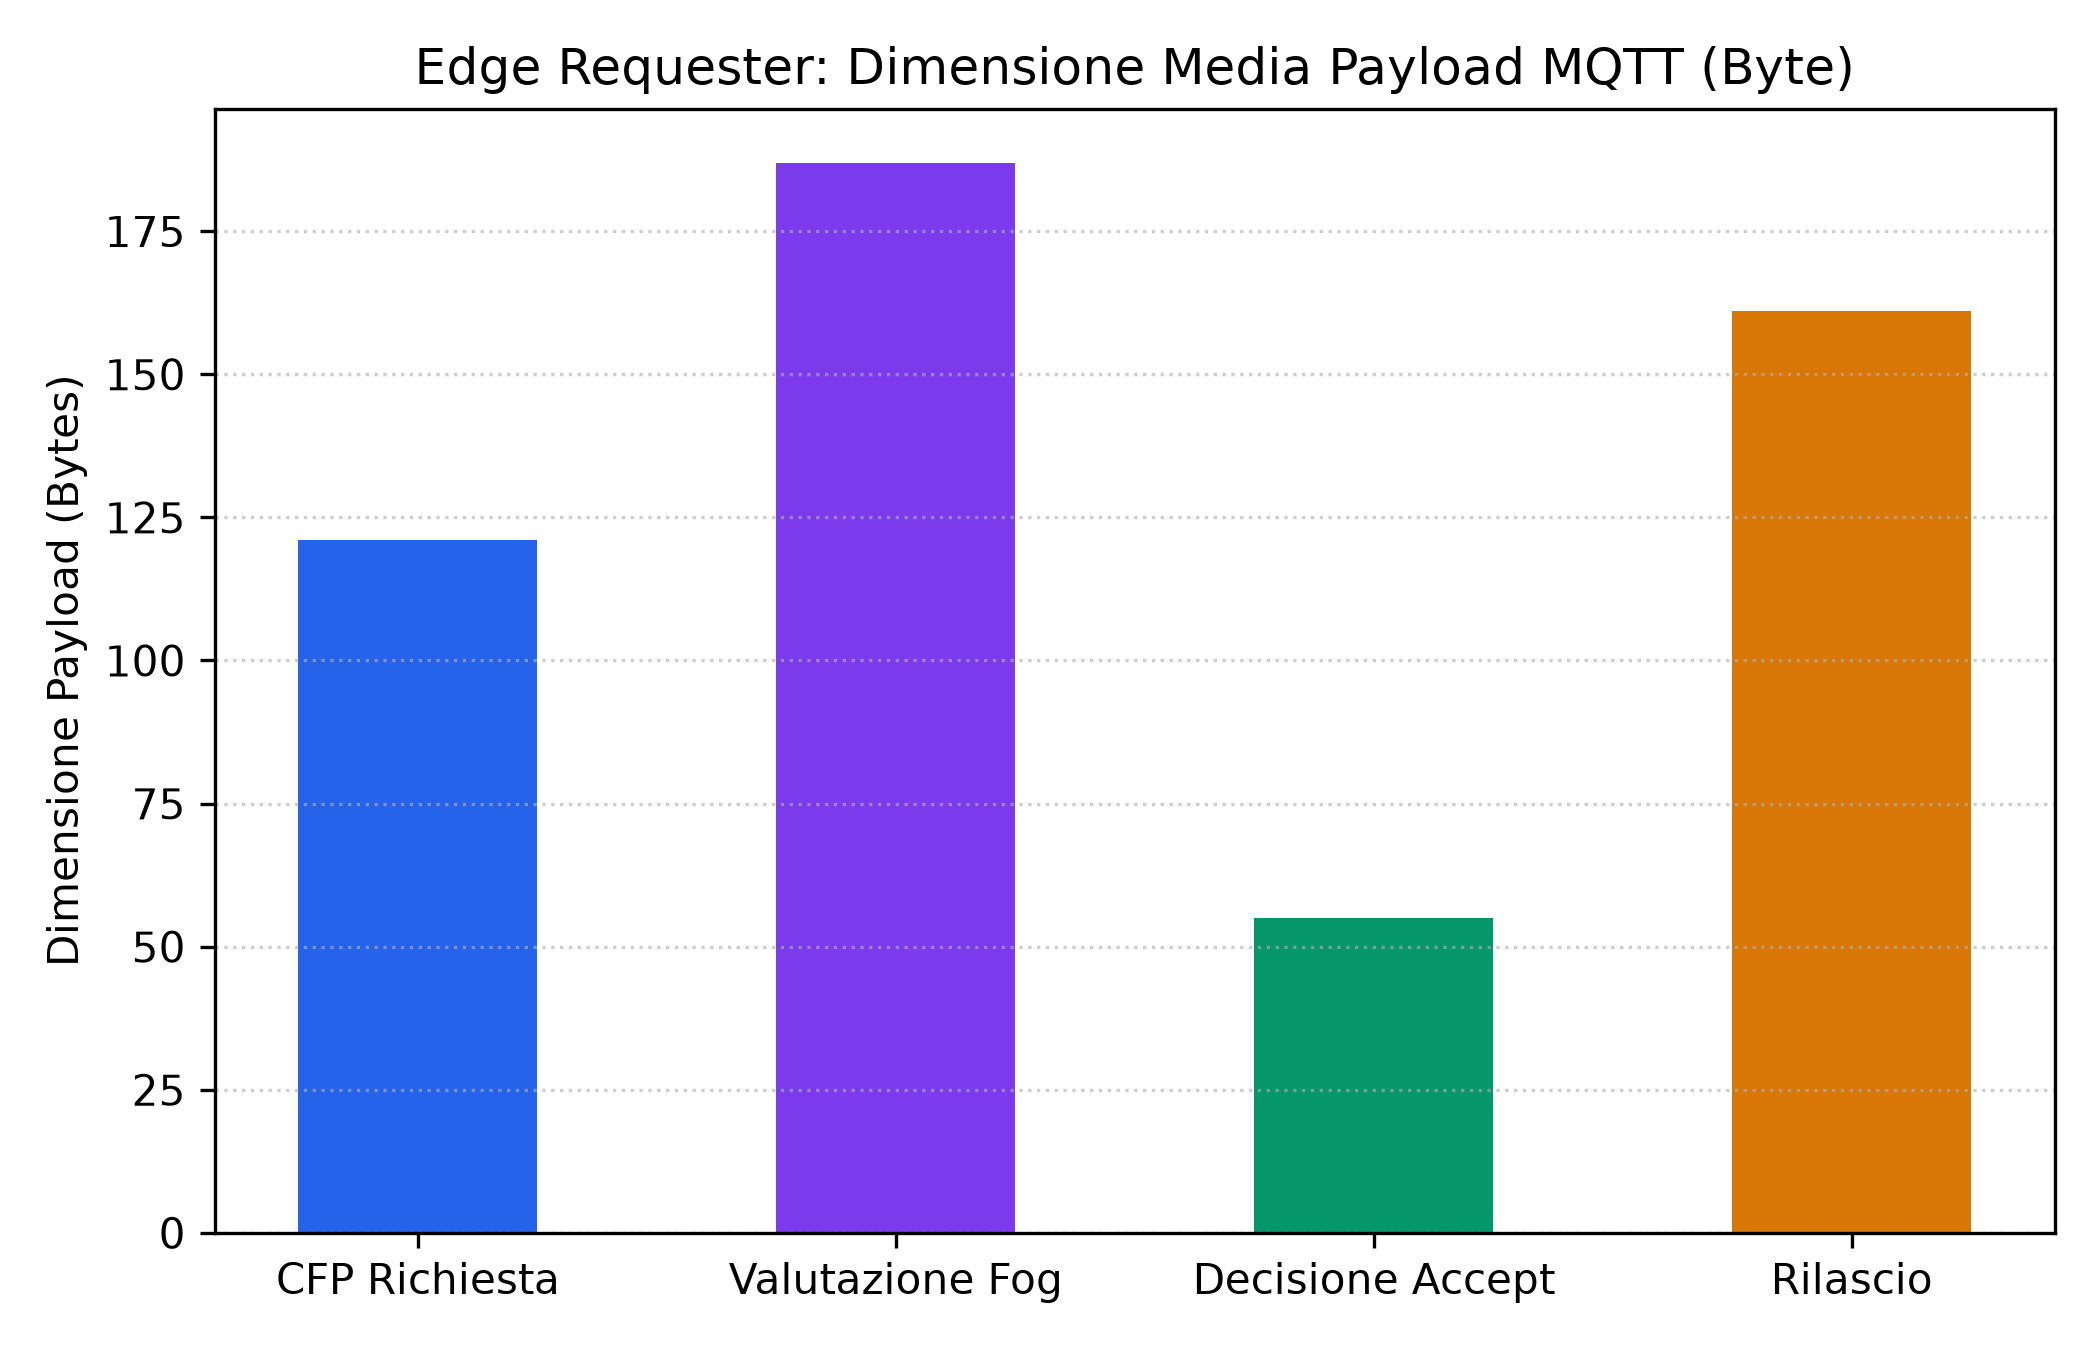 Edge Requester: Dimensione Media Payload MQTT (Byte)
Dimensione Payload (Bytes)
175
150
125
100
75
50
25
0
CFP Richiesta
Valutazione Fog
Decisione Accept
Rilascio